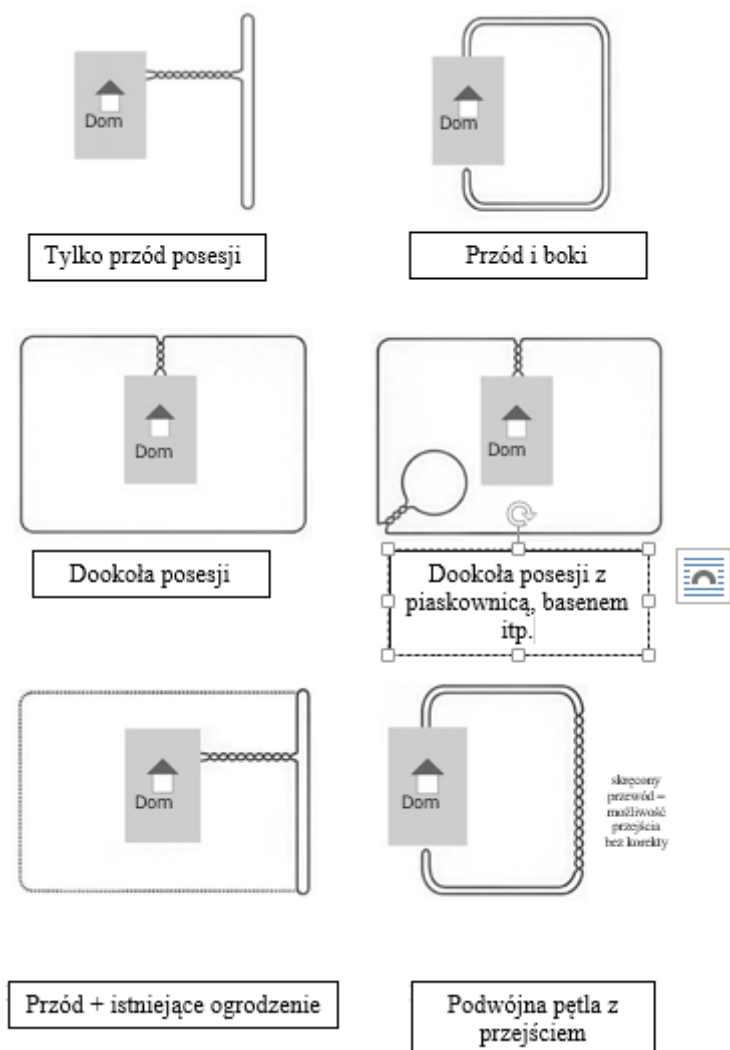 Dom
Dom
Tylko przód posesji
Przód i boki
Dom
Dom
Dookoła posesji
Dookoła posesji z
piaskownicą, basenem
itp.
Dom
Dom
skręcony
przewód =
możliwość
przejścia
bez korekty
Przód + istniejące ogrodzenie
Podwójna pętla z
przejściem